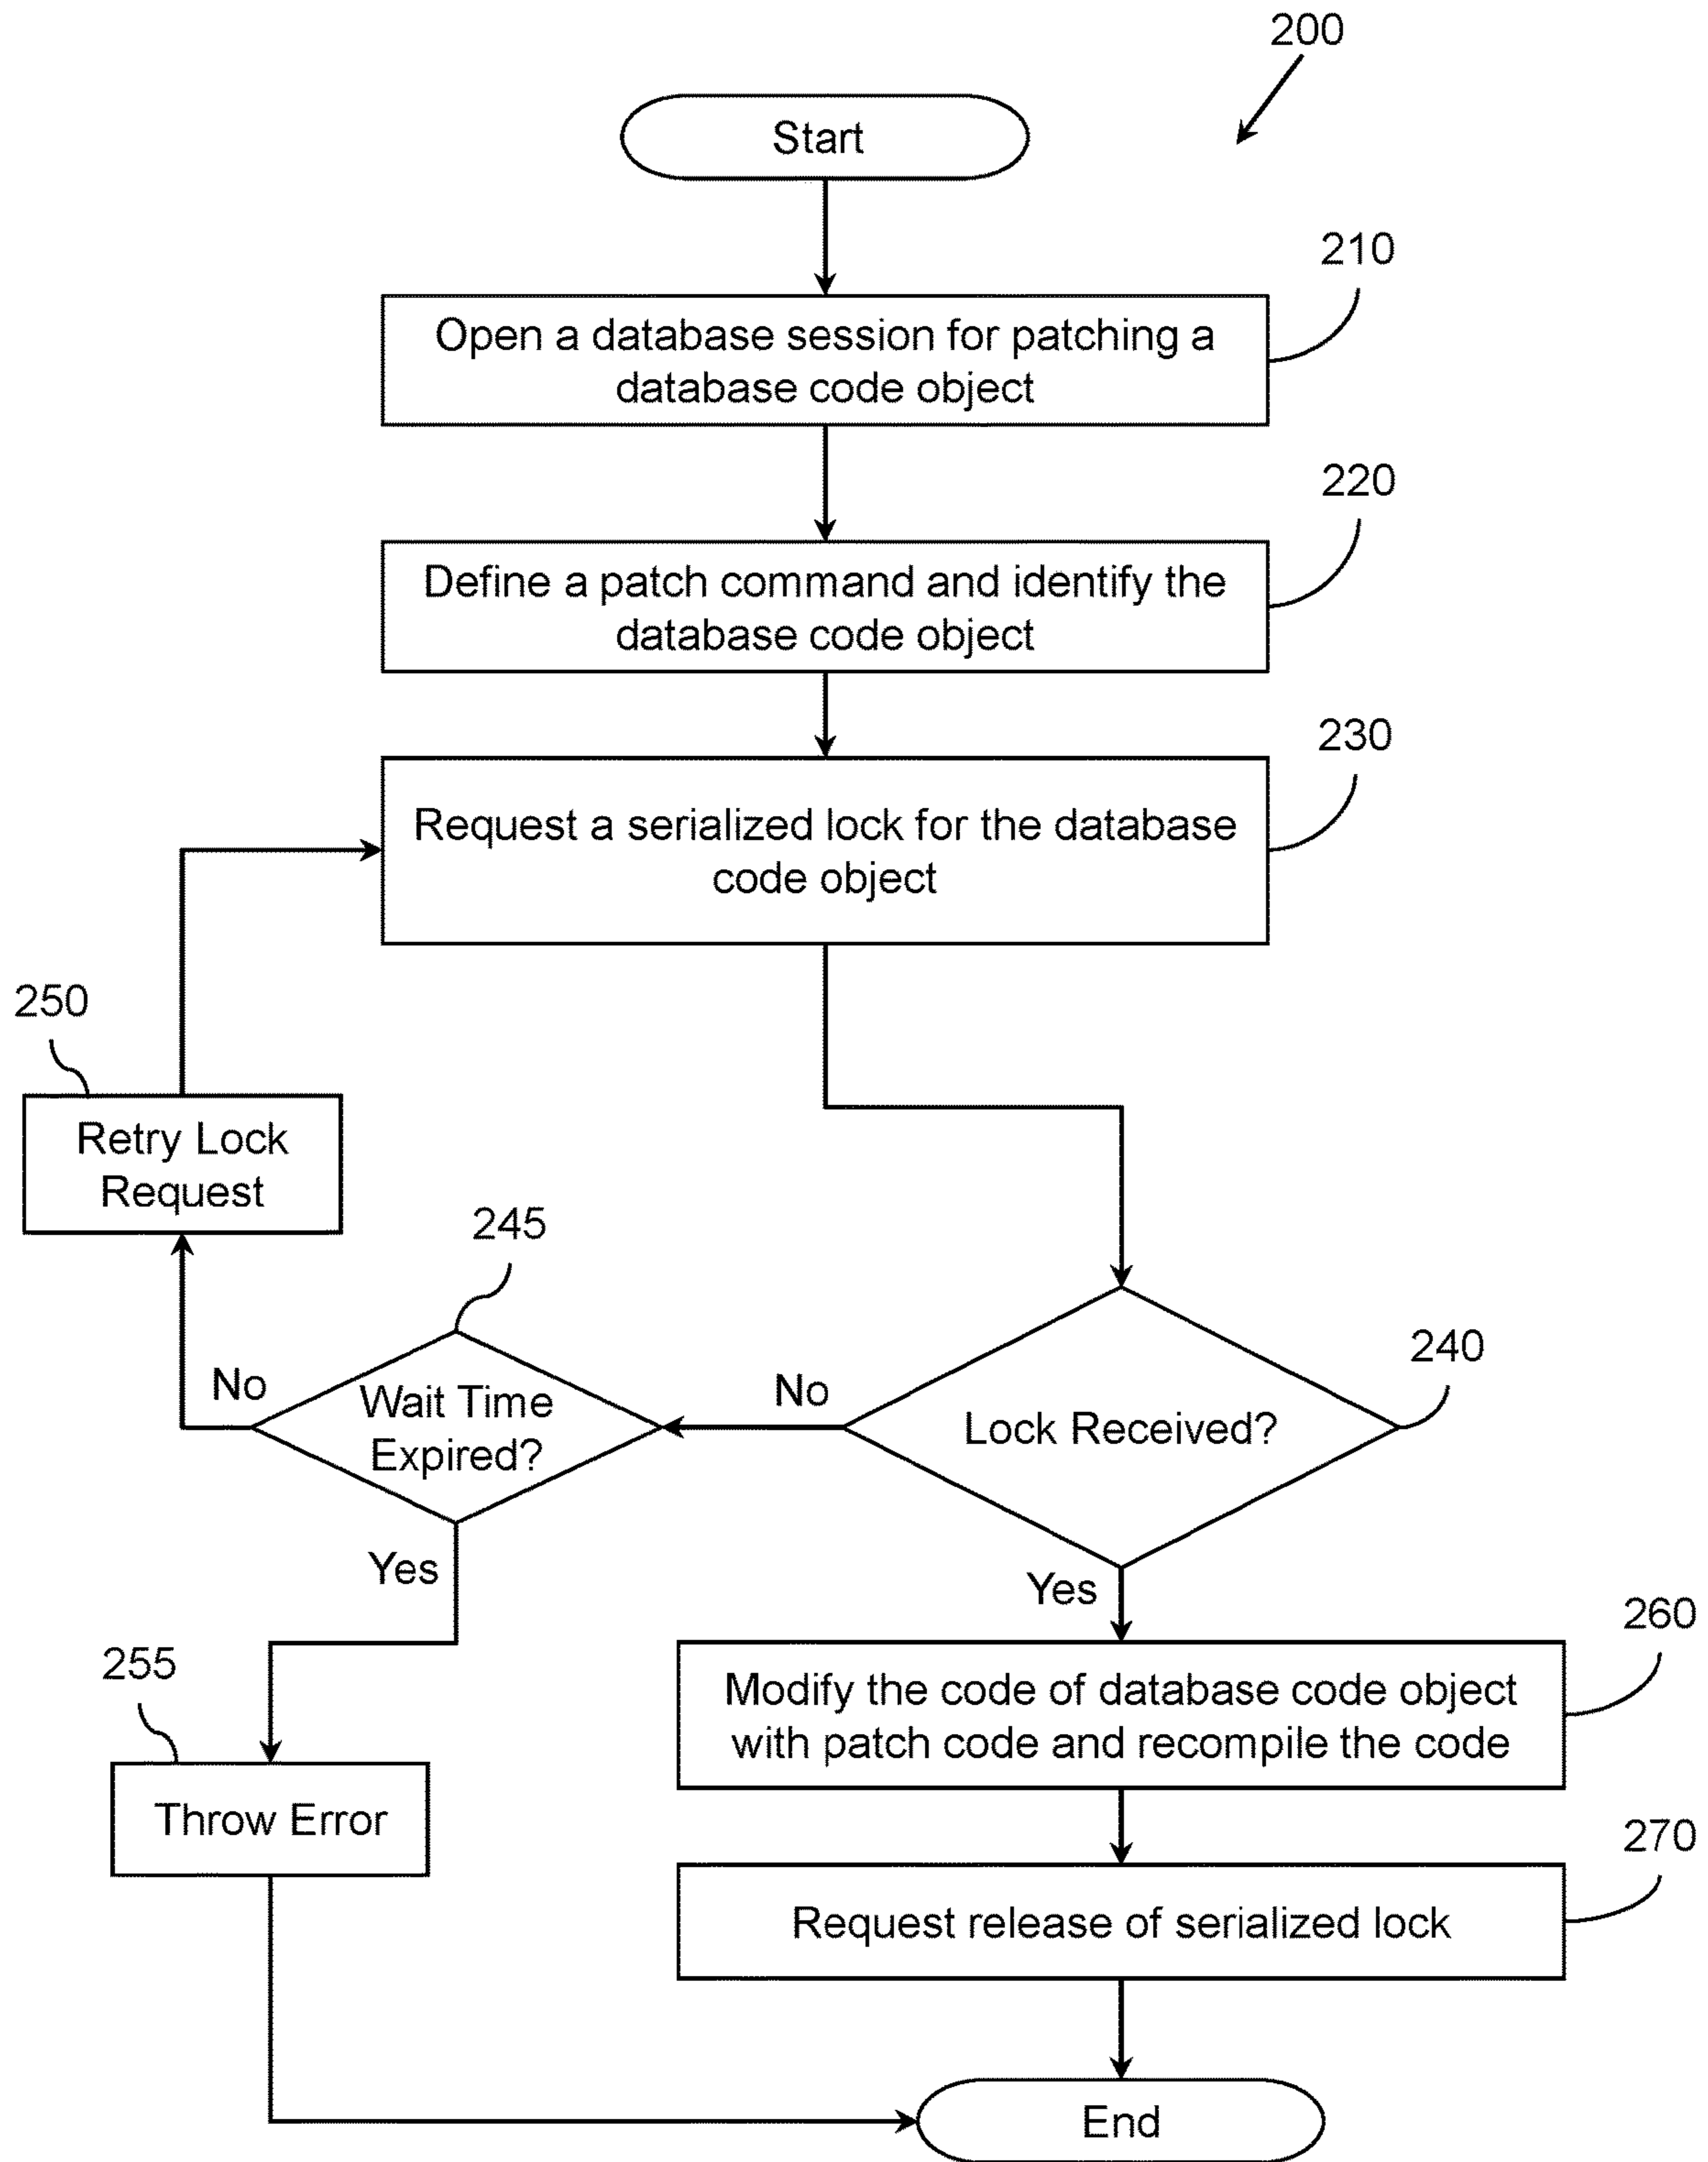 200
Start
210
Open a database session for patching a
database code object
220
Define a patch command and identify the
database code object
230
Request a serialized lock for the database
code object
250
Retry Lock
Request
245
240
No
Wait Time
Expired?
No
Lock Received?
Yes
Yes
260
255
Modify the code of database code object
with patch code and recompile the code
Throw Error
270
Request release of serialized lock
End